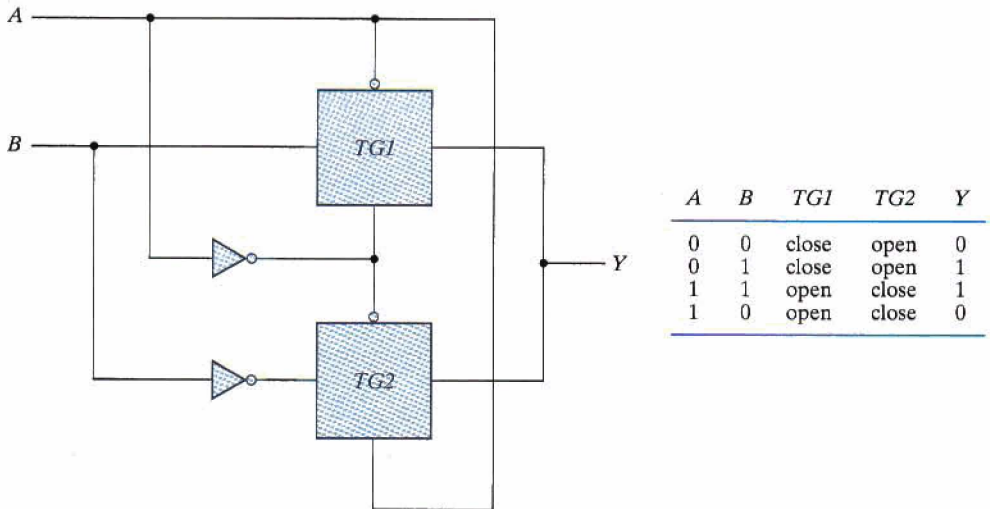 A
B
TG1
TG2
Y
A B TG1 TG2 Y
0 0 close open 0
0 1 close open 1
1 1 open close 1
1 0 open close 0